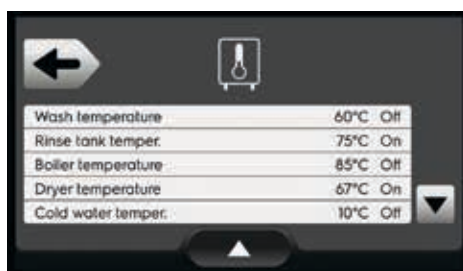 Wash temperature 60°C Off
Rinse tank temper. 75°C On
Boiler temperature 85°C Off
Dryer temperature 67°C On
Cold water temper. 10°C Off